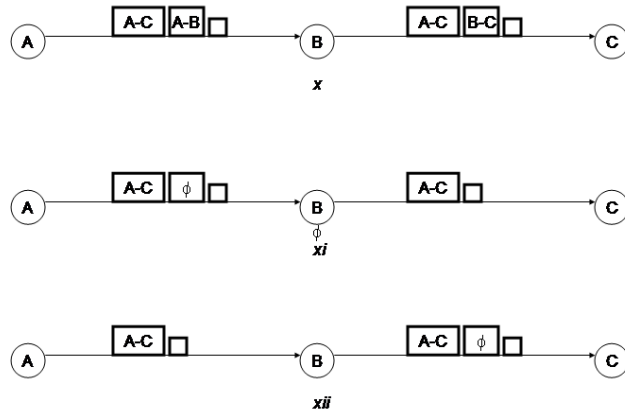 A-C A-B A-C B-C
A B C
x
A-C ϕ A-C
A B C
ϕ
xi
A-C A-C ϕ
A B C
xii